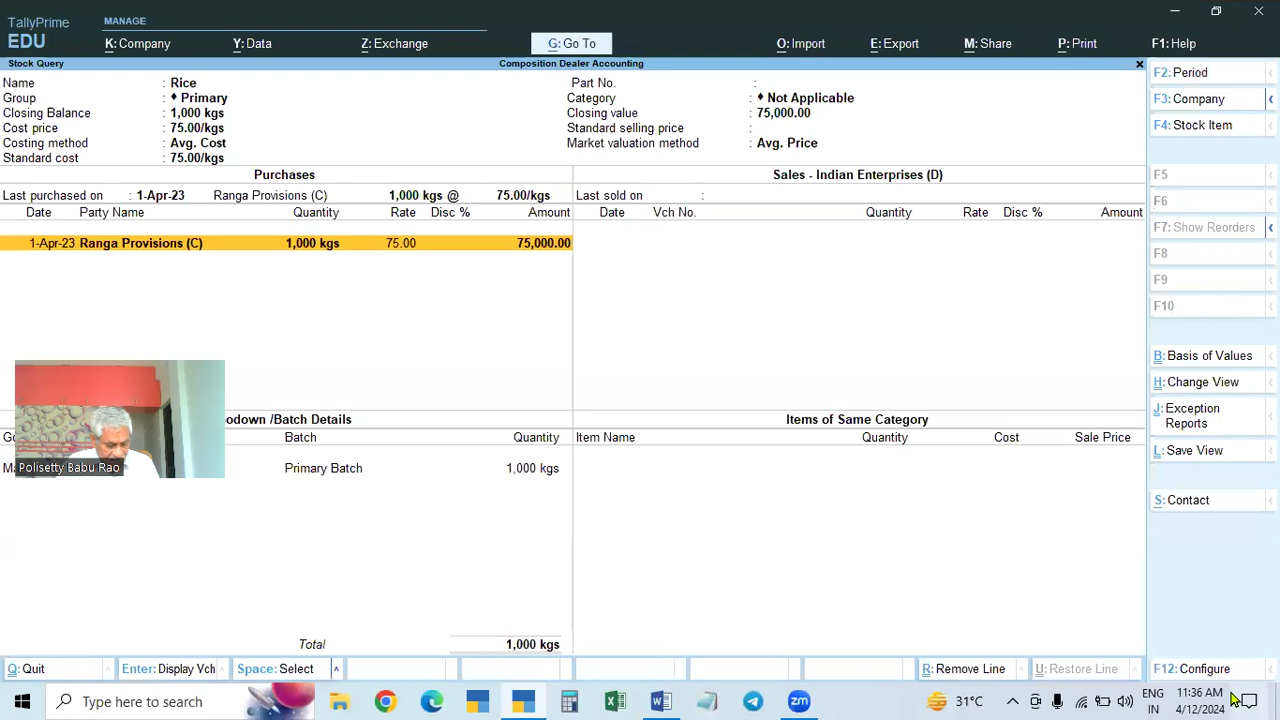 TallyPrime
EDU
MANAGE
K: Company
Y: Data
Z: Exchange
G: Go To
O: Import
E: Export
M: Share
P: Print
F1: Help
Stock Query
Composition Dealer Accounting
Name : Rice
Part No. :
Group : ♦ Primary
Category : ♦ Not Applicable
Closing Balance : 1,000 kgs
Closing value : 75,000.00
Cost price : 75.00/kgs
Standard selling price :
Costing method : Avg. Cost
Market valuation method : Avg. Price
Standard cost : 75.00/kgs
Purchases
Sales - Indian Enterprises (D)
Last purchased on : 1-Apr-23 Ranga Provisions (C) 1,000 kgs @ 75.00/kgs
Last sold on :
Date Party Name Quantity Rate Disc % Amount
Date Vch No. Quantity Rate Disc % Amount
1-Apr-23 Ranga Provisions (C) 1,000 kgs 75.00 75,000.00
odown /Batch Details
Items of Same Category
Batch Quantity
Item Name Quantity Cost Sale Price
Primary Batch 1,000 kgs
Polisetty Babu Rao
Total 1,000 kgs
F2: Period
F3: Company
F4: Stock Item
F5
F6
F7: Show Reorders
F8
F9
F10
B: Basis of Values
H: Change View
J: Exception
Reports
L: Save View
S: Contact
Q: Quit
Enter: Display Vch
Space: Select
R: Remove Line
U: Restore Line
F12: Configure
Type here to search
31°C
ENG
IN
11:36 AM
4/12/2024